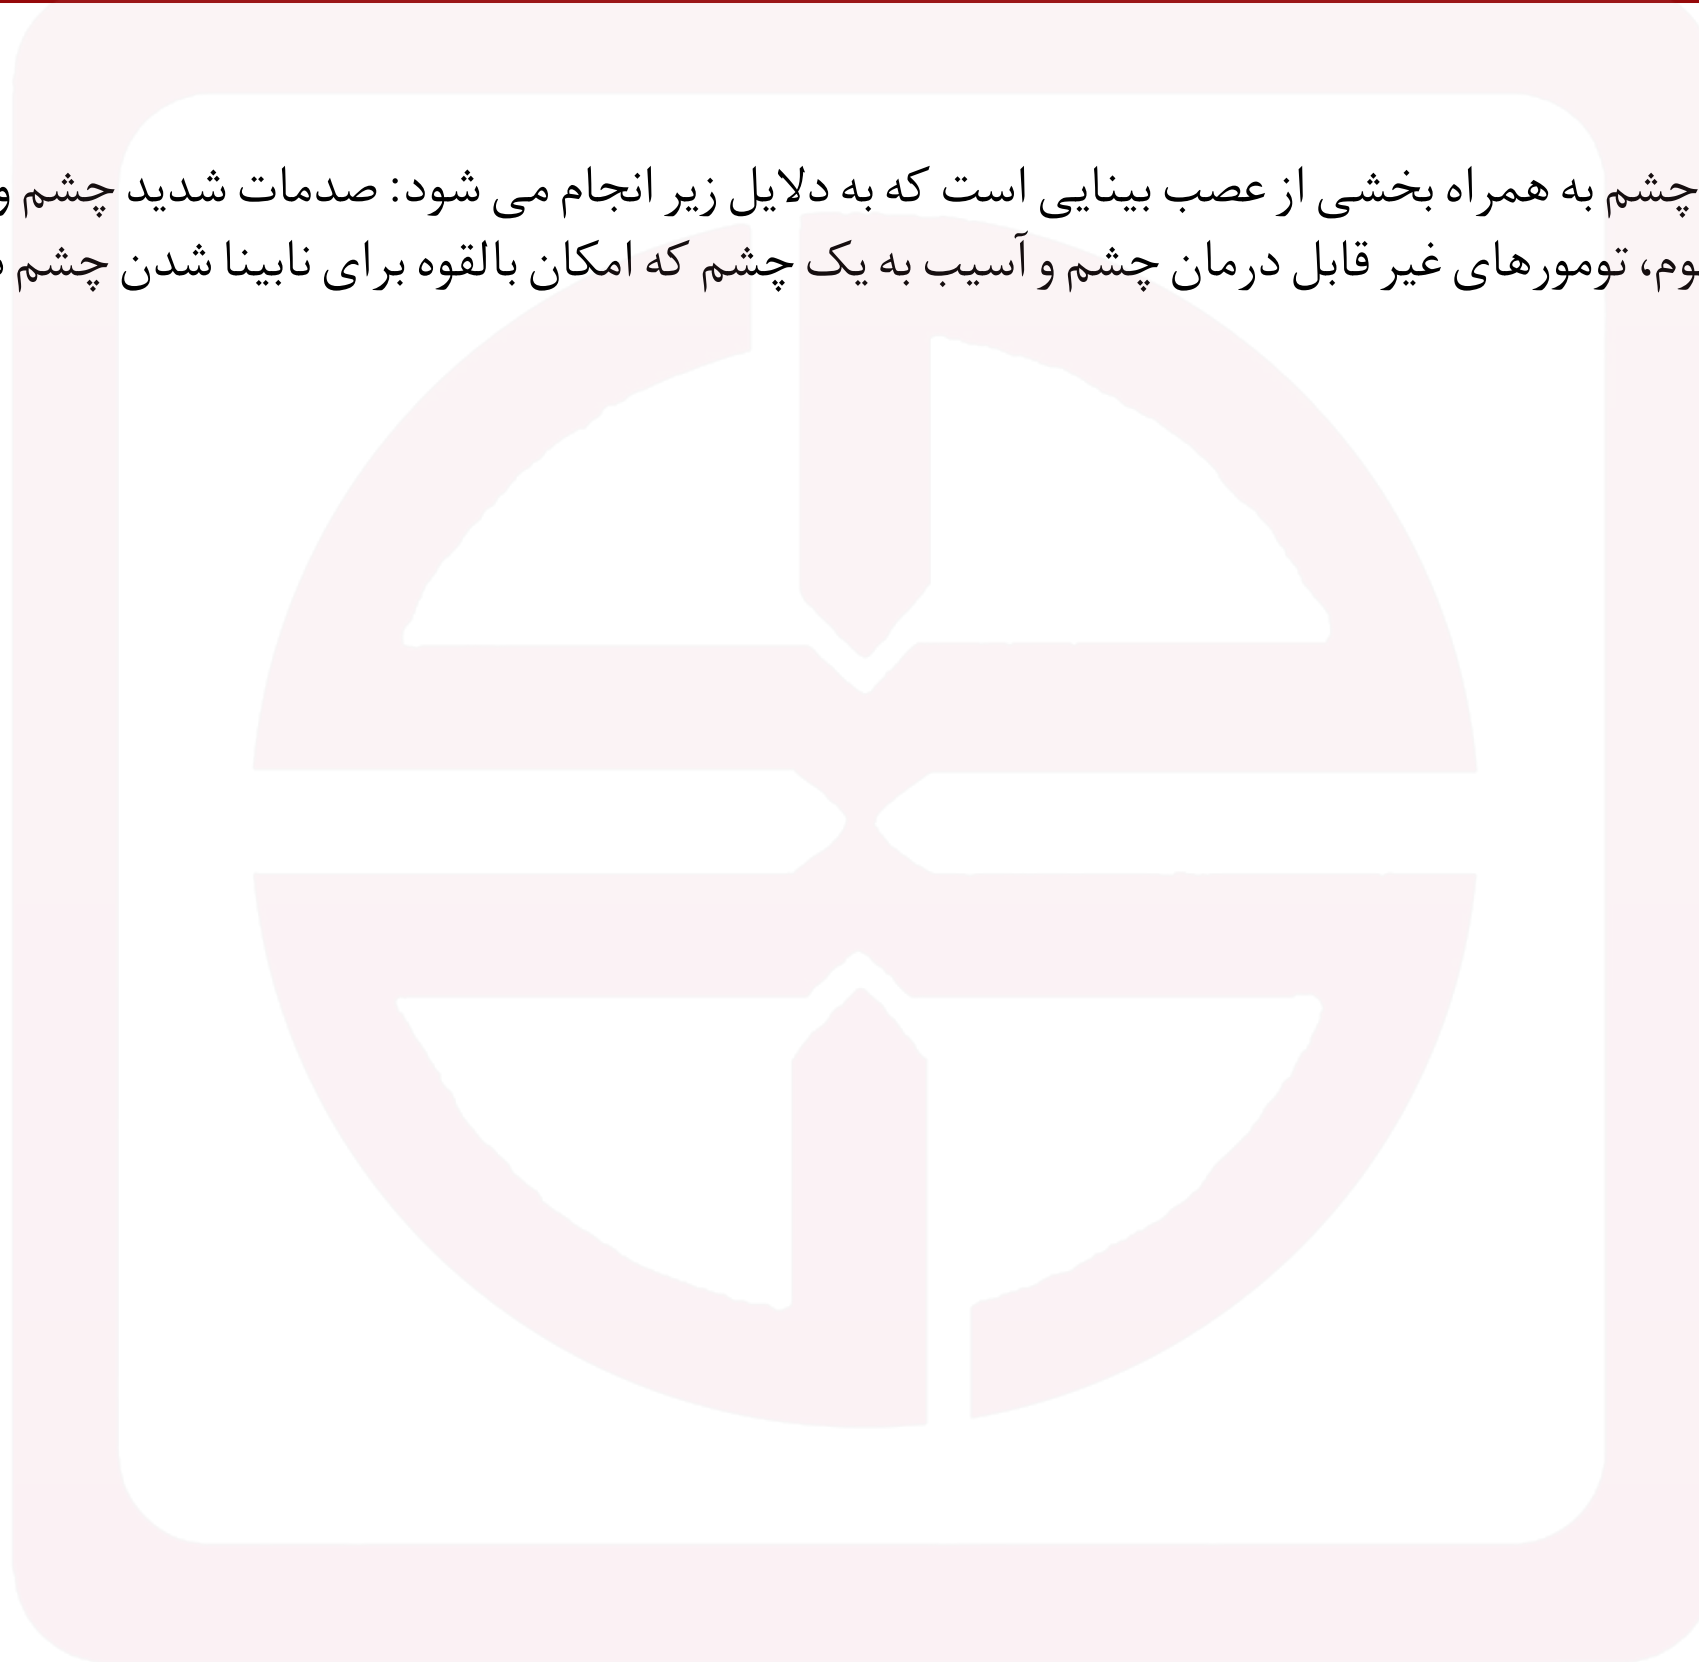 چشم به همراه بخشی از عصب بینایی است که به دلایل زیر انجام می شود: صدمات شدید چشم و
تومورهای غیر قابل درمان چشم و آسیب به یک چشم که امکان بالقوه برای نابینا شدن چشم